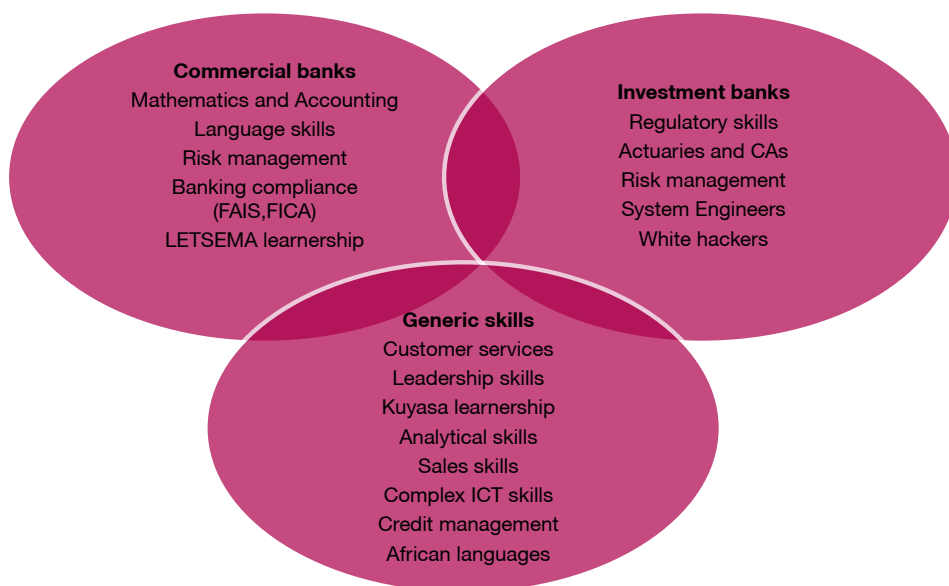 Commercial banks
Mathematics and Accounting
Language skills
Risk management
Banking compliance
(FAIS,FICA)
LETSEMA learnership
Investment banks
Regulatory skills
Actuaries and CAs
Risk management
System Engineers
White hackers
Generic skills
Customer services
Leadership skills
Kuyasa learnership
Analytical skills
Sales skills
Complex ICT skills
Credit management
African languages